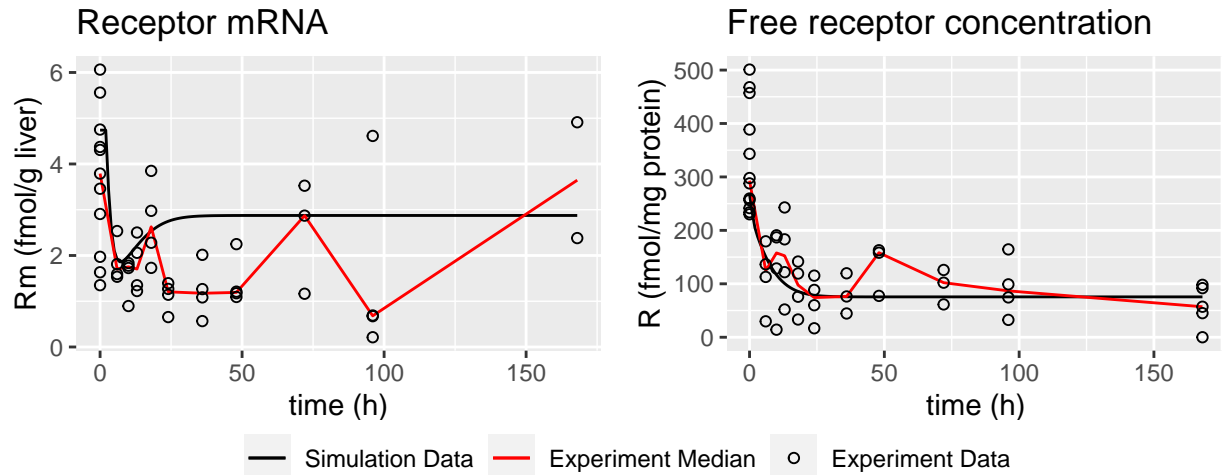 Receptor mRNA
Rm (fmol/g liver)
6
4
2
0
0 50 100 150
time (h)
Free receptor concentration
R (fmol/mg protein)
500
400
300
200
100
0
0 50 100 150
time (h)
Simulation Data Experiment Median Experiment Data